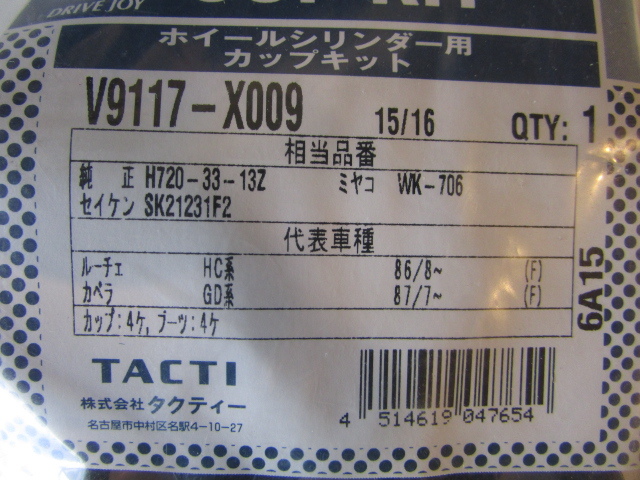 DRIVE JOY
CUP KIT
ホイールシリンダー用
カップキット
V9117-X009 15/16 QTY: 1
相当品番
純 正 H720-33-13Z ミヤコ WK-706
セイケン SK21231F2
代表車種
ルーチェ HC系 86/8~ (F)
カペラ GD系 87/7~ (F)
カップ:4ケ,ブーツ:4ケ
6A15
TACTI
株式会社タクティー
名古屋市中村区名駅4-10-27
4 514619 047654